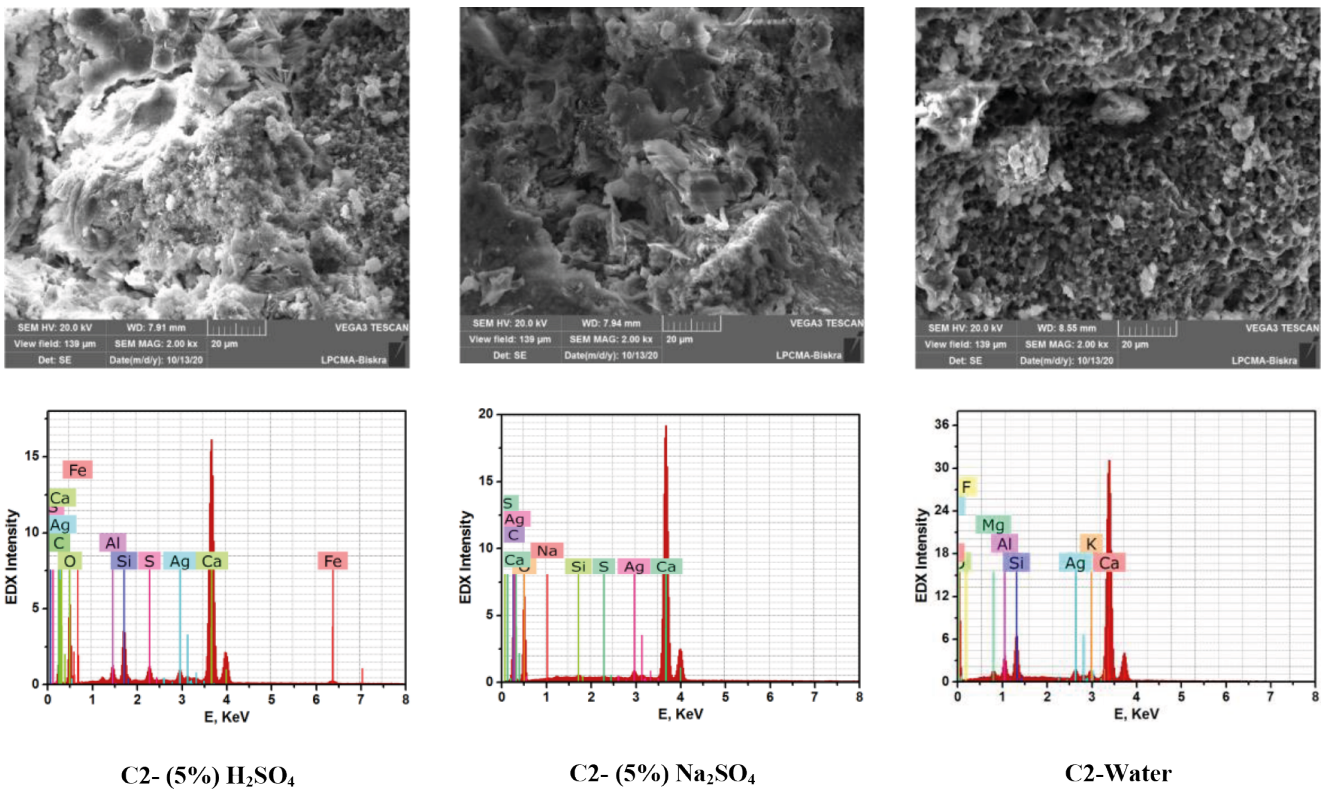 SEM HV: 20.0 kV WD: 7.91 mm VEGA3 TESCAN
View field: 139 µm SEM MAG: 2.00 kx 20 µm
Det: SE Date(m/d/y): 10/13/20 LPCMA-Biskra
SEM HV: 20.0 kV WD: 7.94 mm VEGA3 TESCAN
View field: 139 µm SEM MAG: 2.00 kx 20 µm
Det: SE Date(m/d/y): 10/13/20 LPCMA-Biskra
SEM HV: 20.0 kV WD: 8.55 mm VEGA3 TESCAN
View field: 139 µm SEM MAG: 2.00 kx 20 µm
Det: SE Date(m/d/y): 10/13/20 LPCMA-Biskra
EDX Intensity
15
10
5
0
Fe
Ca
S
Ag
C
O
Al
Si
S
Ag
Ca
Fe
0 1 2 3 4 5 6 7 8
E, KeV
EDX Intensity
20
15
10
5
0
S
Ag
C
Ca
O
Na
Si
S
Ag
Ca
0 1 2 3 4 5 6 7 8
E, KeV
EDX Intensity
36
30
24
18
12
6
0
F
Mg
Al
Si
Ag
K
Ca
0 1 2 3 4 5 6 7 8
E, KeV
C2- (5%) H₂SO₄
C2- (5%) Na₂SO₄
C2-Water